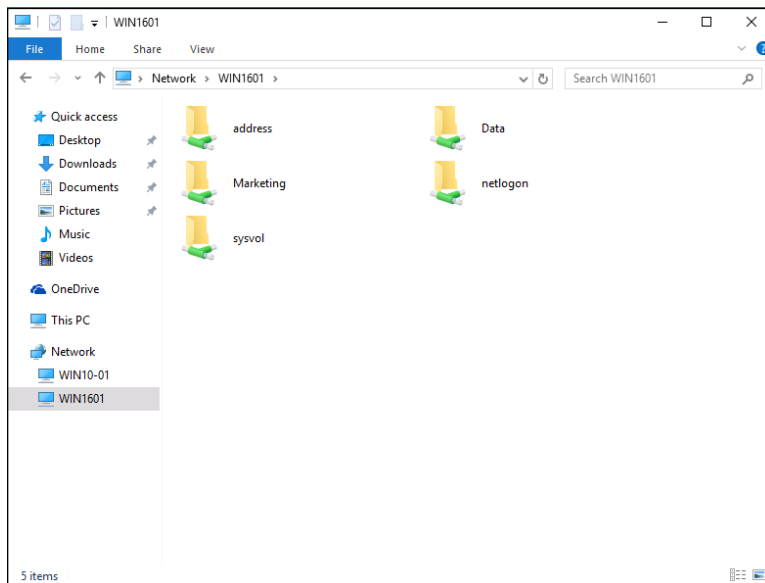 WIN1601
File Home Share View
Network > WIN1601 >
Search WIN1601
Quick access
Desktop
Downloads
Documents
Pictures
Music
Videos
OneDrive
This PC
Network
WIN10-01
WIN1601
address
Data
Marketing
netlogon
sysvol
5 items